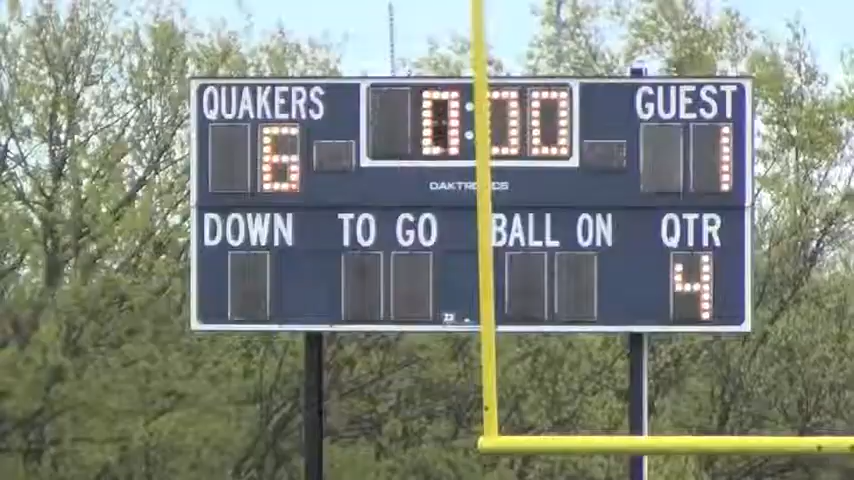 QUAKERS 0:00 GUEST
6 1
DAKTRONICS
DOWN TO GO BALL ON QTR
4